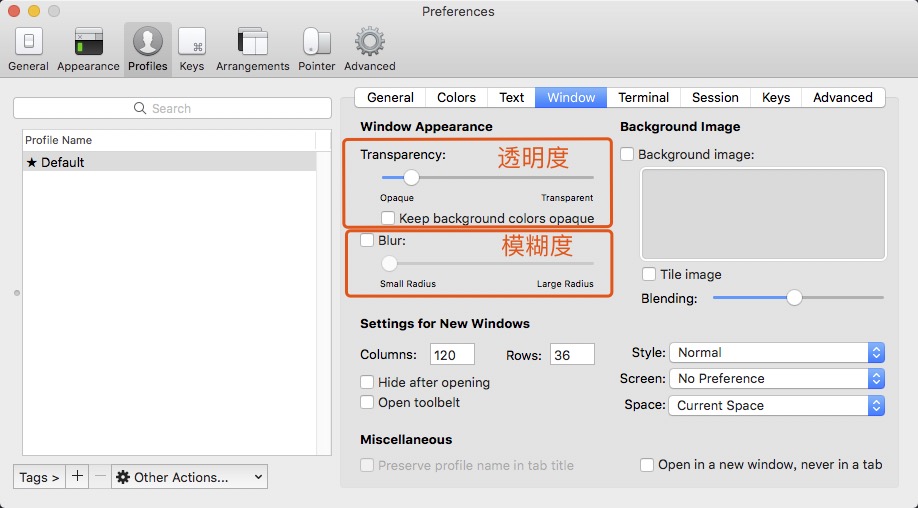 Preferences
General Appearance Profiles Keys Arrangements Pointer Advanced
Search
Profile Name
★ Default
Tags > + − Other Actions...
General Colors Text Window Terminal Session Keys Advanced
Window Appearance
Transparency: 透明度
Opaque Transparent
Keep background colors opaque
Blur: 模糊度
Small Radius Large Radius
Background Image
Background image:
Tile image
Blending:
Settings for New Windows
Columns: 120 Rows: 36
Hide after opening
Open toolbelt
Style: Normal
Screen: No Preference
Space: Current Space
Miscellaneous
Preserve profile name in tab title
Open in a new window, never in a tab